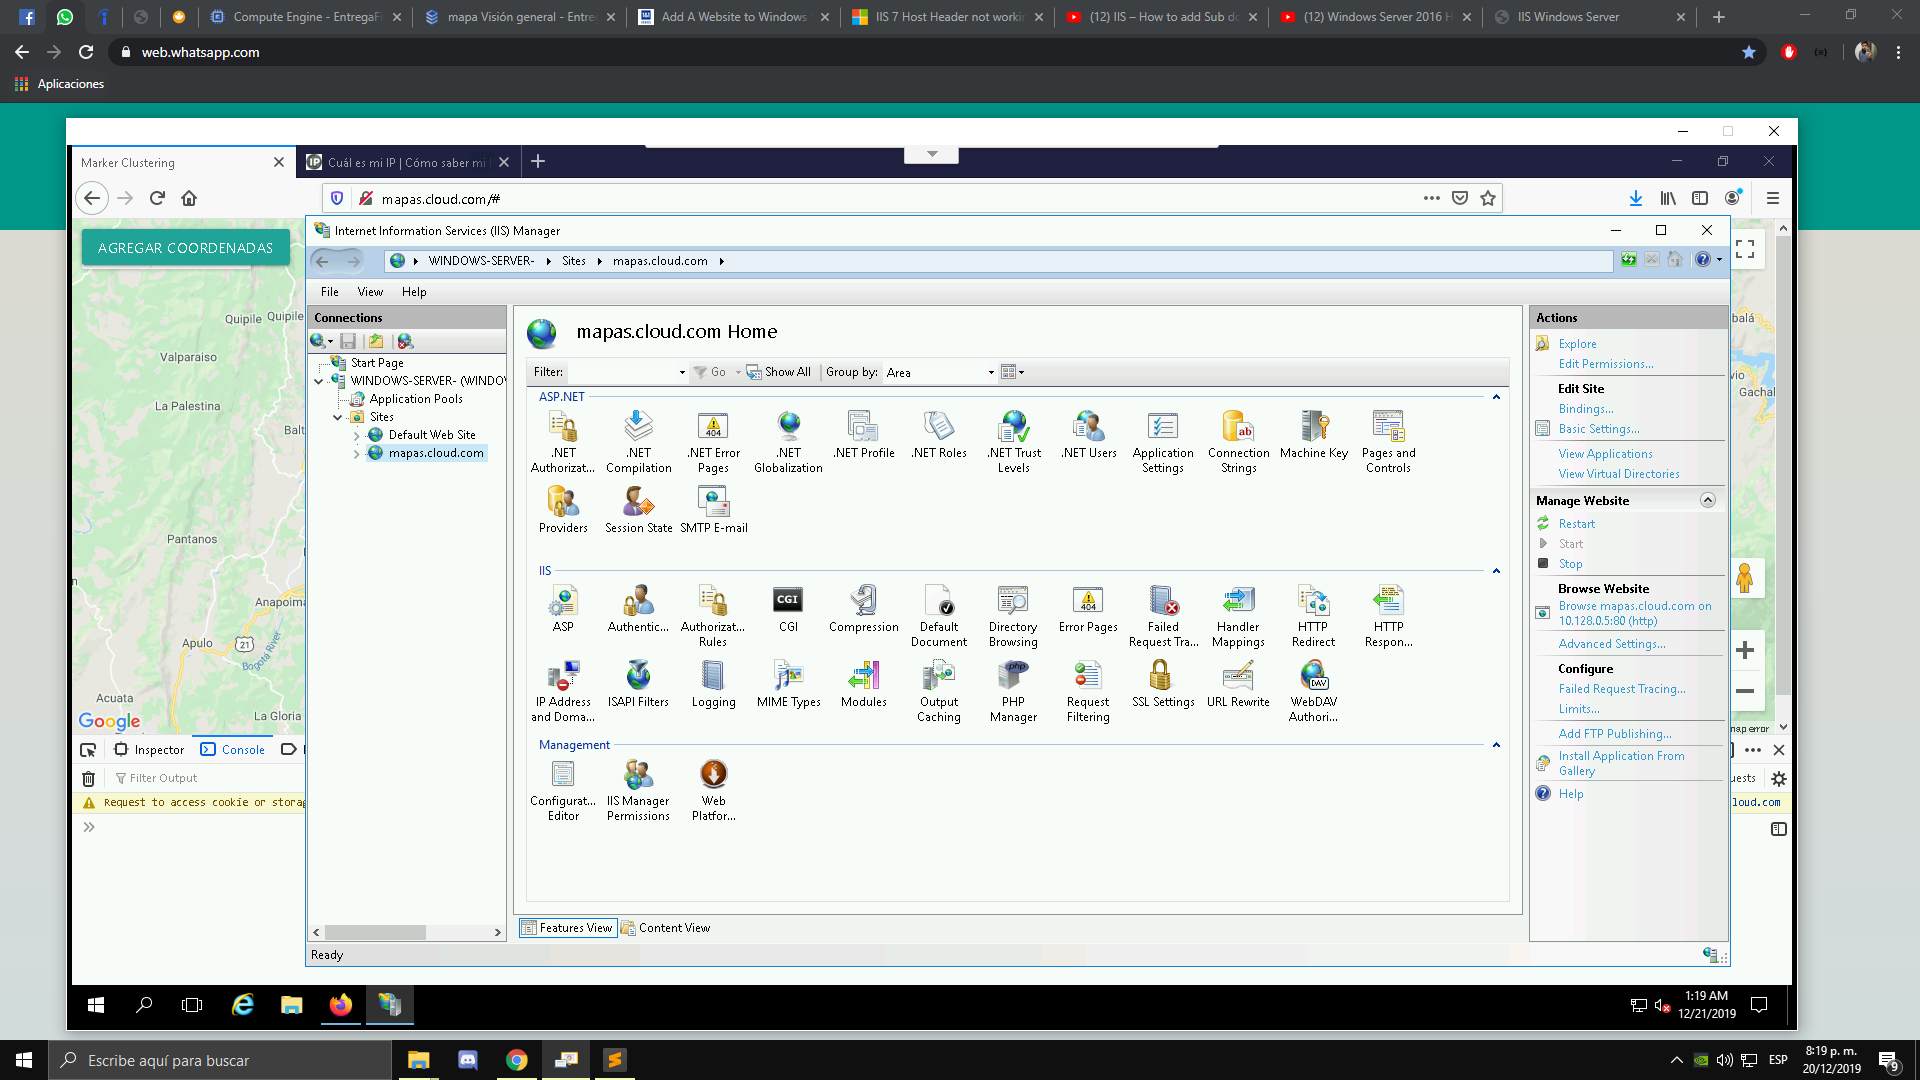 Compute Engine - EntregaFi
mapa Visión general - Entre
Add A Website to Windows
IIS 7 Host Header not worki
(12) IIS – How to add Sub do
(12) Windows Server 2016 H
IIS Windows Server
web.whatsapp.com
Aplicaciones
Marker Clustering
Cuál es mi IP | Cómo saber mi
mapas.cloud.com/#
AGREGAR COORDENADAS
Internet Information Services (IIS) Manager
WINDOWS-SERVER-
Sites
mapas.cloud.com
File
View
Help
Connections
Start Page
WINDOWS-SERVER- (WINDOW
Application Pools
Sites
Default Web Site
mapas.cloud.com
mapas.cloud.com Home
Filter:
Go
Show All
Group by:
Area
ASP.NET
.NET Authorizat...
.NET Compilation
.NET Error Pages
.NET Globalization
.NET Profile
.NET Roles
.NET Trust Levels
.NET Users
Application Settings
Connection Strings
Machine Key
Pages and Controls
Providers
Session State
SMTP E-mail
IIS
ASP
Authentic...
Authorizat... Rules
CGI
Compression
Default Document
Directory Browsing
Error Pages
Failed Request Tra...
Handler Mappings
HTTP Redirect
HTTP Respon...
IP Address and Doma...
ISAPI Filters
Logging
MIME Types
Modules
Output Caching
PHP Manager
Request Filtering
SSL Settings
URL Rewrite
WebDAV Authori...
Management
Configurat... Editor
IIS Manager Permissions
Web Platfor...
Features View
Content View
Ready
Actions
Explore
Edit Permissions...
Edit Site
Bindings...
Basic Settings...
View Applications
View Virtual Directories
Manage Website
Restart
Start
Stop
Browse Website
Browse mapas.cloud.com on
10.128.0.5:80 (http)
Advanced Settings...
Configure
Failed Request Tracing...
Limits...
Add FTP Publishing...
Install Application From
Gallery
Help
Quipile
Quipile
Valparaiso
La Palestina
Balt
Pantanos
Anapoima
Apulo
21
Bogotá River
Acuata
La Gloria
Google
balá
vio
Gachal
ap error
Inspector
Console
Filter Output
uests
Request to access cookie or storag
loud.com
1:19 AM
12/21/2019
Escribe aquí para buscar
ESP
8:19 p. m.
20/12/2019
9